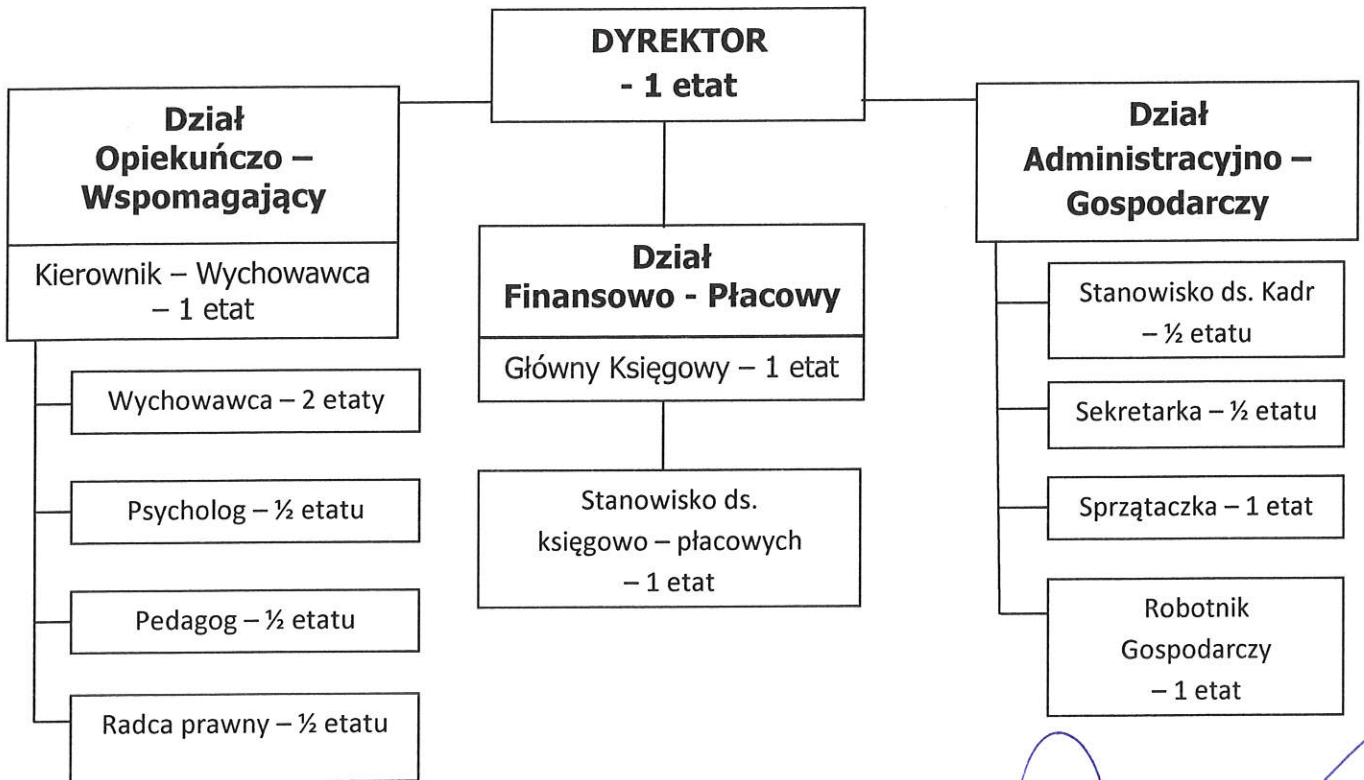 DYREKTOR
- 1 etat
Dział
Opiekuńczo –
Wspomagający
Kierownik – Wychowawca
– 1 etat
Wychowawca – 2 etaty
Psycholog – ½ etatu
Pedagog – ½ etatu
Radca prawny – ½ etatu
Dział
Finansowo - Płacowy
Główny Księgowy – 1 etat
Stanowisko ds.
księgowo – płacowych
– 1 etat
Dział
Administracyjno –
Gospodarczy
Stanowisko ds. Kadr
– ½ etatu
Sekretarka – ½ etatu
Sprzątaczka – 1 etat
Robotnik
Gospodarczy
– 1 etat